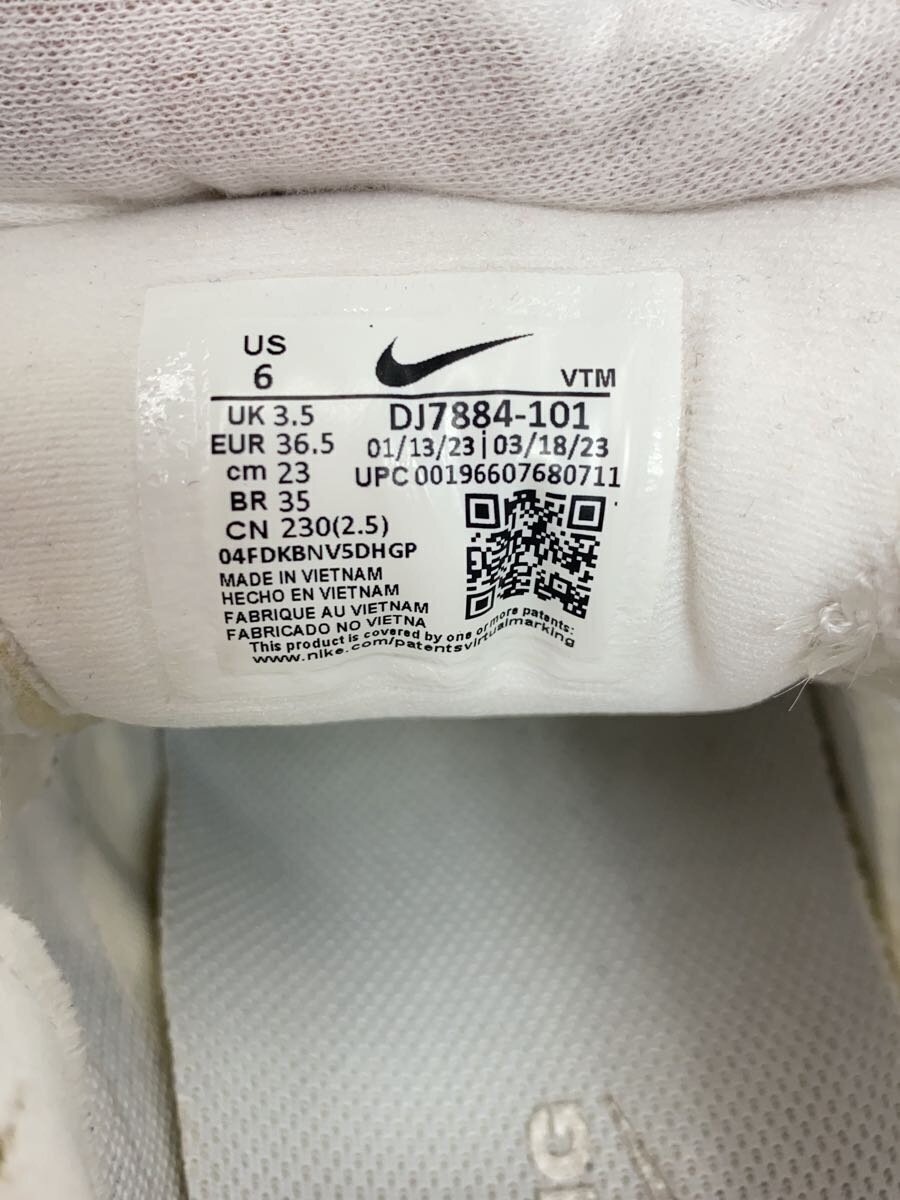 US
6
VTM
UK 3.5
EUR 36.5
cm 23
BR 35
CN 230(2.5)
DJ7884-101
01/13/23 | 03/18/23
UPC 00196607680711
04FDKBNV5DHGP
MADE IN VIETNAM
HECHO EN VIETNAM
FABRIQUE AU VIETNAM
FABRICADO NO VIETNA
This product is covered by one or more patents:
www.nike.com/patentsvirtualmarking